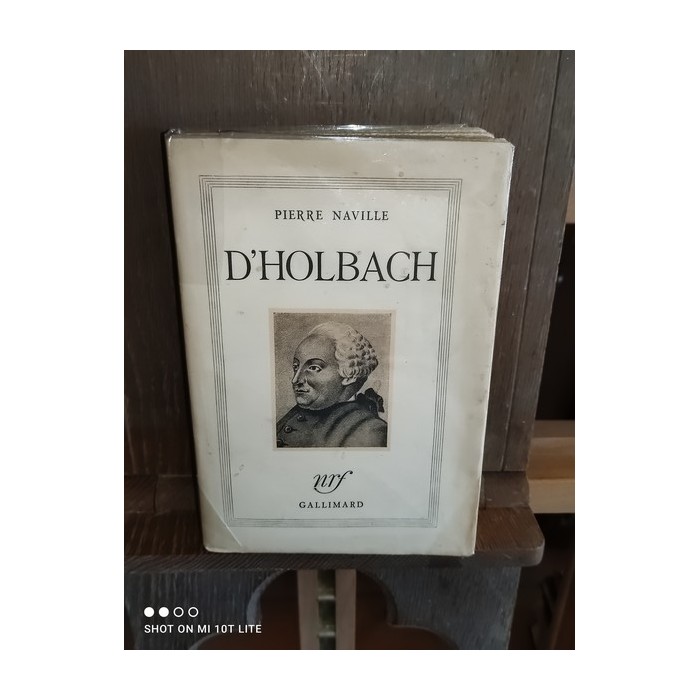 PIERRE NAVILLE
D'HOLBACH
nrf
GALLIMARD
SHOT ON MI 10T LITE